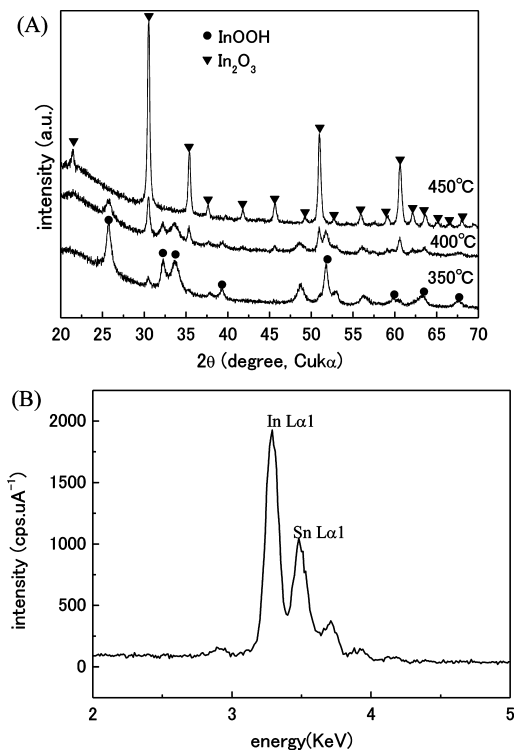 (A)
● InOOH
▼ In₂O₃
intensity (a.u.)
450℃
400℃
350℃
20 25 30 35 40 45 50 55 60 65 70
2θ (degree, Cukα)
(B)
In Lα1
Sn Lα1
2000
1500
1000
500
0
intensity (cps.uA⁻¹)
2 3 4 5
energy(KeV)